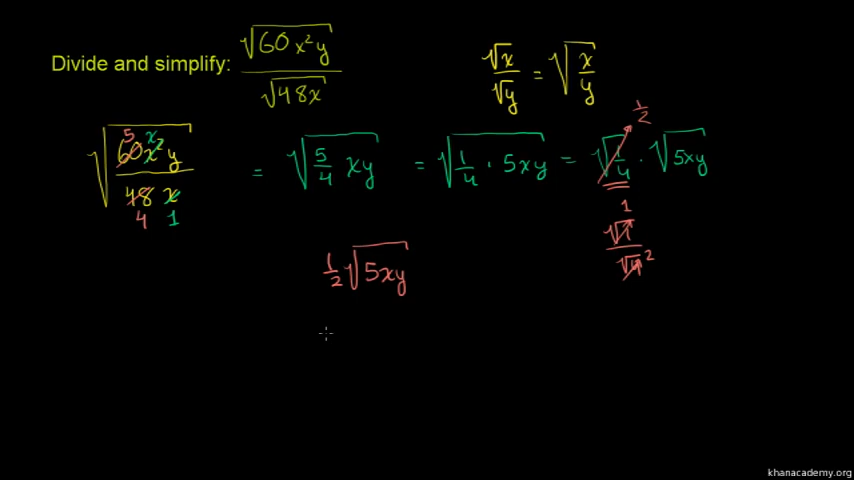 Divide and simplify: √60x²y / √48x
√x / √y = √(x/y)
√(60x²y / 48x) = √(5/4 xy) = √(1/4 · 5xy) = √(1/4) · √5xy
5 x
4 1
1/2
1
√1 / √4 2
1/2 √5xy
khanacademy.org